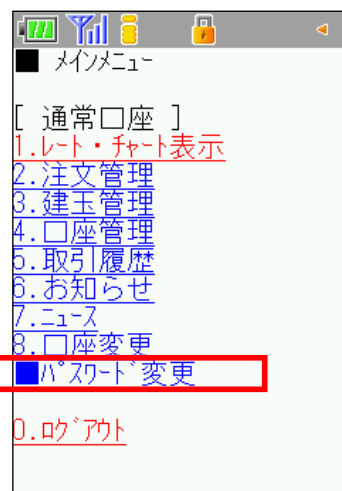 ■ ﾒｲﾝﾒﾆｭｰ
[ 通常口座 ]
1.ﾚｰﾄ・ﾁｬｰﾄ表示
2.注文管理
3.建玉管理
4.口座管理
5.取引履歴
6.お知らせ
7.ﾆｭｰｽ
8.口座変更
■ﾊﾟｽﾜｰﾄﾞ変更
0.ﾛｸﾞｱｳﾄ